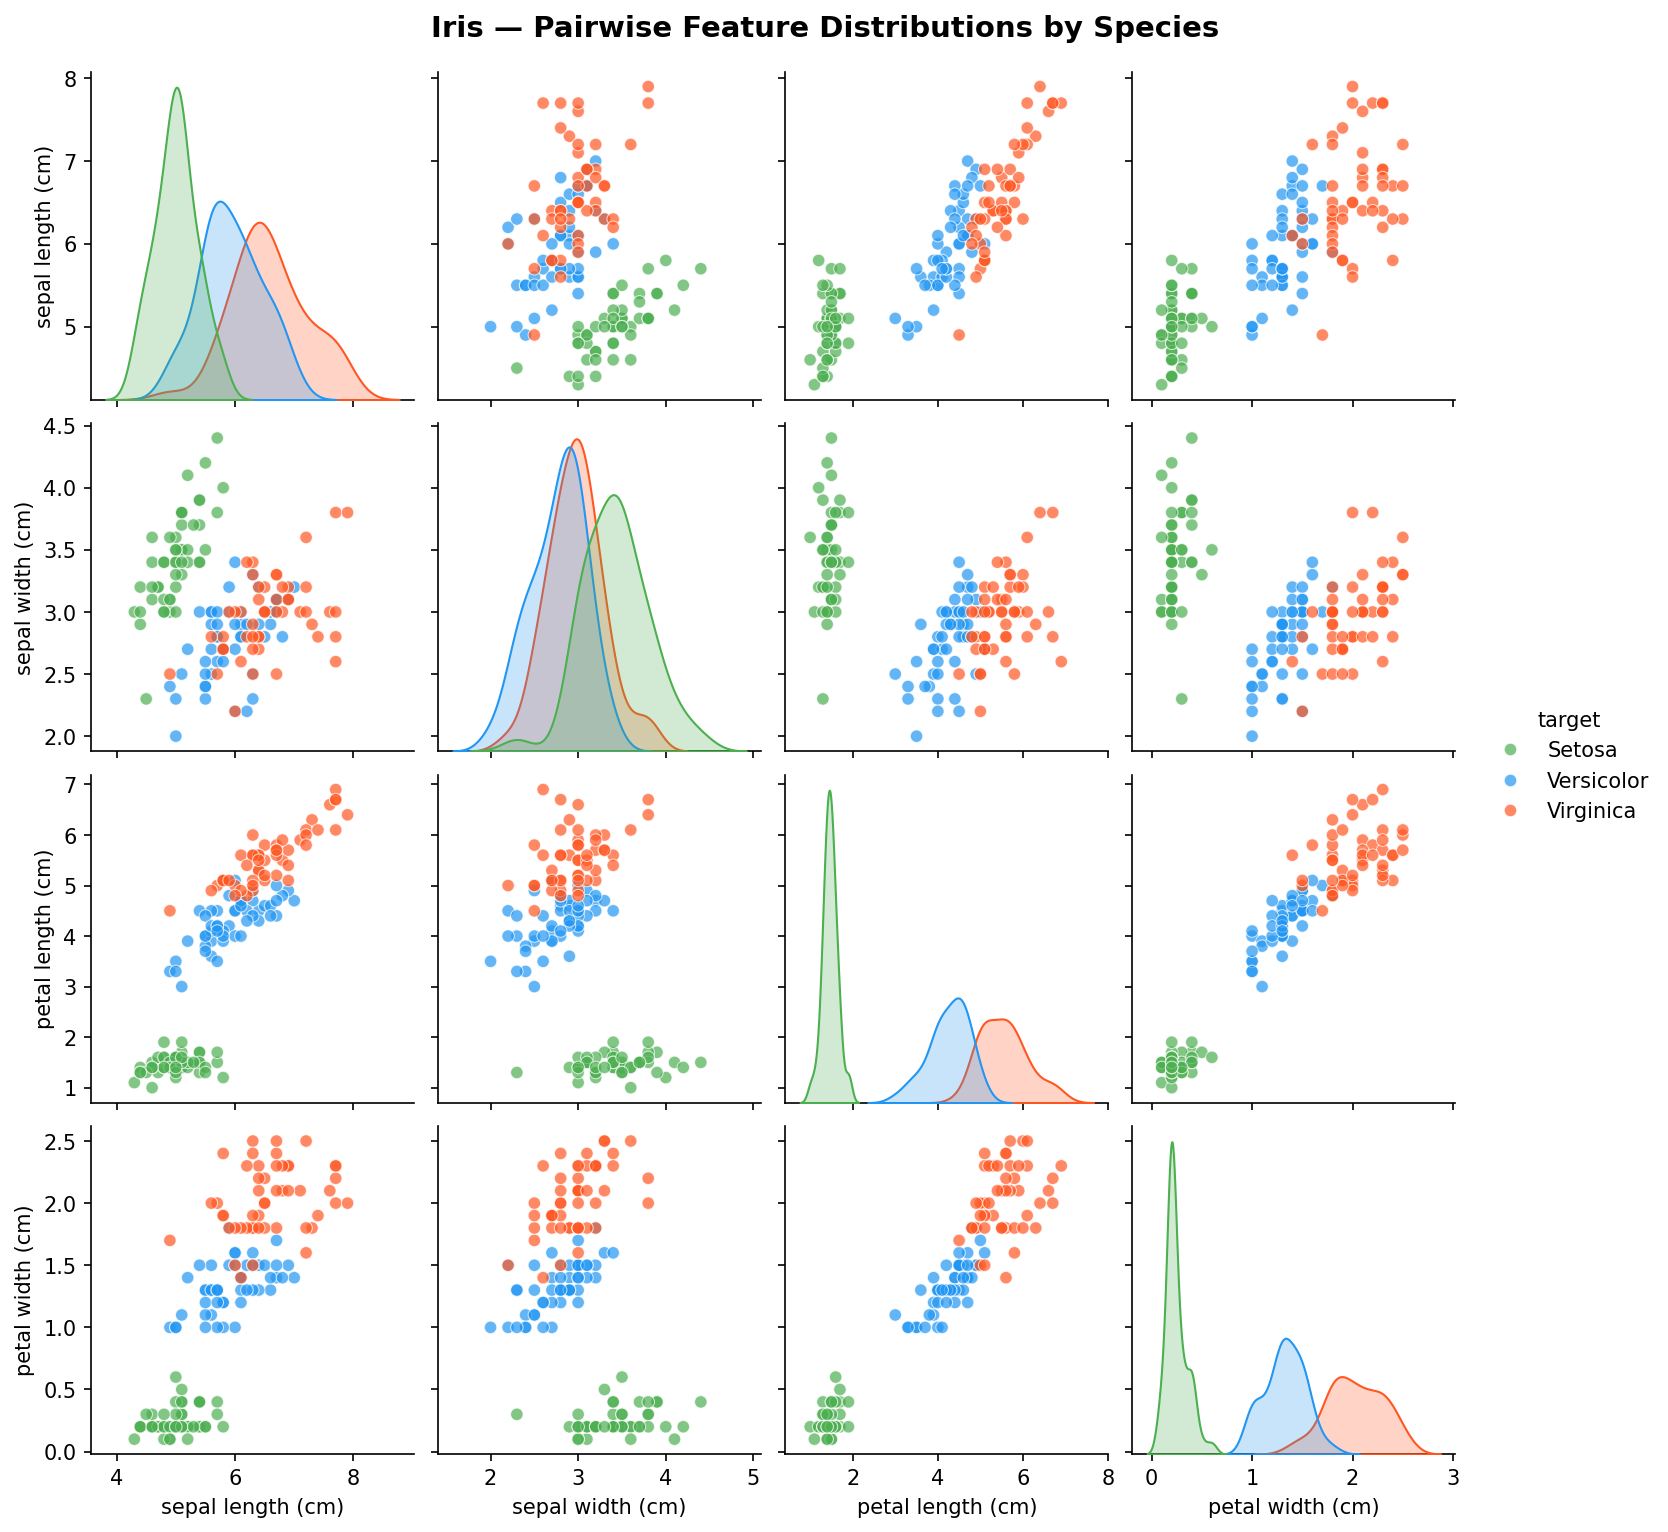 Iris — Pairwise Feature Distributions by Species
8
7
6
5
sepal length (cm)
4.5
4.0
3.5
3.0
2.5
2.0
sepal width (cm)
target
Setosa
Versicolor
Virginica
7
6
5
4
3
2
1
petal length (cm)
2.5
2.0
1.5
1.0
0.5
0.0
petal width (cm)
4 6 8
2 3 4 5
2 4 6 8
0 1 2 3
sepal length (cm)
sepal width (cm)
petal length (cm)
petal width (cm)